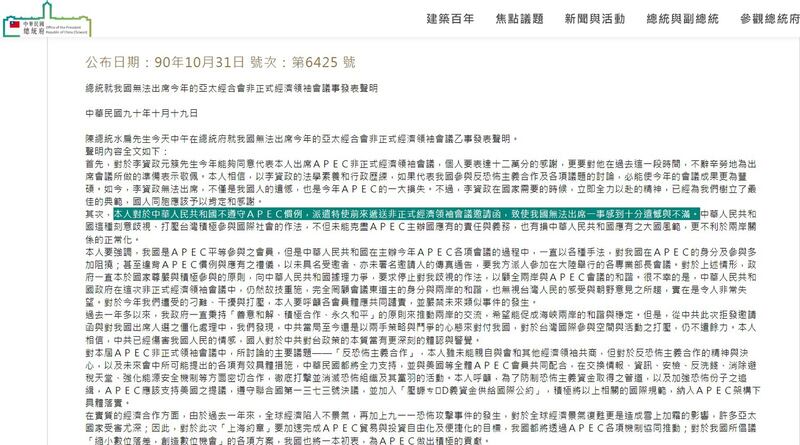 中華民國
總統府
Office of the President
Republic of China (Taiwan)
建築百年 焦點議題 新聞與活動 總統與副總統 參觀總統府
公布日期：90年10月31日 號次：第6425 號
總統就我國無法出席今年的亞太經合會非正式經濟領袖會議事發表聲明
中華民國九十年十月十九日
陳總統水扁先生今天中午在總統府就我國無法出席今年的亞太經合會非正式經濟領袖會議乙事發表聲明。
聲明內容全文如下：
首先，對於李資政元簇先生今年能夠同意代表本人出席ＡＰＥＣ非正式經濟領袖會議，個人要表達十二萬分的感謝，更要對他在過去這一段時間，不辭辛勞地為出
席會議所做的準備表示敬佩。本人相信，以李資政的法學素養和行政歷練，如果代表我國參與反恐怖主義合作及各項議題的討論，必能使今年的會議成果更為豐
碩。如今，李資政無法出席，不僅是我國人的遺憾，也是今年ＡＰＥＣ的一大損失。不過，李資政在國家需要的時候，立即全力以赴的精神，已經為我們樹立了最
佳的典範，國人同胞應該予以肯定和感謝。
其次，本人對於中華人民共和國不遵守ＡＰＥＣ慣例，派遣特使前來遞送非正式經濟領袖會議邀請函，致使我國無法出席一事感到十分遺憾與不滿。中華人民共和
國這種刻意歧視、打壓台灣積極參與國際社會的作法，不但未能克盡ＡＰＥＣ主辦國應有的責任與義務，也有損中華人民共和國應有之大國風範，更不利於兩岸關
係的正常化。
本人要強調，我國是ＡＰＥＣ平等參與之會員，但是中華人民共和國在主辦今年ＡＰＥＣ各項會議的過程中，一直以各種手法，對我國在ＡＰＥＣ的身分及參與多
加阻撓；甚至違背ＡＰＥＣ慣例與應有之禮儀，以未具名受邀者、亦未署名邀請人的傳真通告，要我方派人參加在大陸舉行的各專業部長會議。對於上述情形，政
府一直本於國家尊嚴與積極參與的原則，向中華人民共和國據理力爭，要求停止對我歧視的作法，以顧全兩岸與ＡＰＥＣ會議的和諧。很不幸的是，中華人民共和
國政府在這次非正式經濟領袖會議中，仍然故技重施，完全罔顧會議東道主的身分與兩岸的和諧，也無視台灣人民的感受與朝野意見之所趨，實在是令人非常失
望。對於今年我們遭受的刁難、干擾與打壓，本人要呼籲各會員體應共同譴責，並嚴禁未來類似事件的發生。
過去一年多以來，我政府一直秉持「善意和解、積極合作、永久和平」的原則來推動兩岸的交流，希望能促成海峽兩岸的和諧與穩定。但是，從中共此次拒發邀請
函與對我國出席人選之僵化處理中，我們發現，中共當局至今還是以兩手策略與鬥爭的心態來對付我國，對於台灣國際參與空間與活動之打壓，仍不遺餘力。本人
相信，中共已經傷害我國人民的情感，國人對於中共對台政策的本質當有更深刻的體認與警覺。
對本屆ＡＰＥＣ非正式領袖會議中，所討論的主要議題——「反恐怖主義合作」，本人雖未能親自與會和其他經濟領袖共商，但對於反恐怖主義合作的精神與決
心，以及未來會中所可能提出的各項有效具體措施，中華民國都將全力支持，並與美國等全體ＡＰＥＣ會員共同配合，在交換情報、資訊、安檢、反洗錢、消除避
稅天堂、強化能源安全機制等方面密切合作，徹底打擊並消滅恐怖組織及其黨羽的活動。本人呼籲，為了防制恐怖主義資金取得之管道，以及加強恐怖份子之追
緝，ＡＰＥＣ應該支持美國之提議，遵守聯合國第一三七三號決議，並加入「壓縛ㄘDD義資金供給國際公約」，積極將以上相關的國際規範，納入ＡＰＥＣ架構下
具體落實。
在實質的經濟合作方面，由於過去一年來，全球經濟陷入不景氣，再加上九一一恐怖攻擊事件的發生，對於全球經濟景氣復甦更是造成雪上加霜的影響，許多亞太
國家受害尤深；因此，對於此次「上海約章」要加速完成ＡＰＥＣ貿易與投資自由化及便捷化的目標，我國都將透過ＡＰＥＣ各項機制協同推動；對於我國所倡議
「縮小數位落差，創造數位機會」的各項方案，我國也將一本初衷，為ＡＰＥＣ做出積極的貢獻。